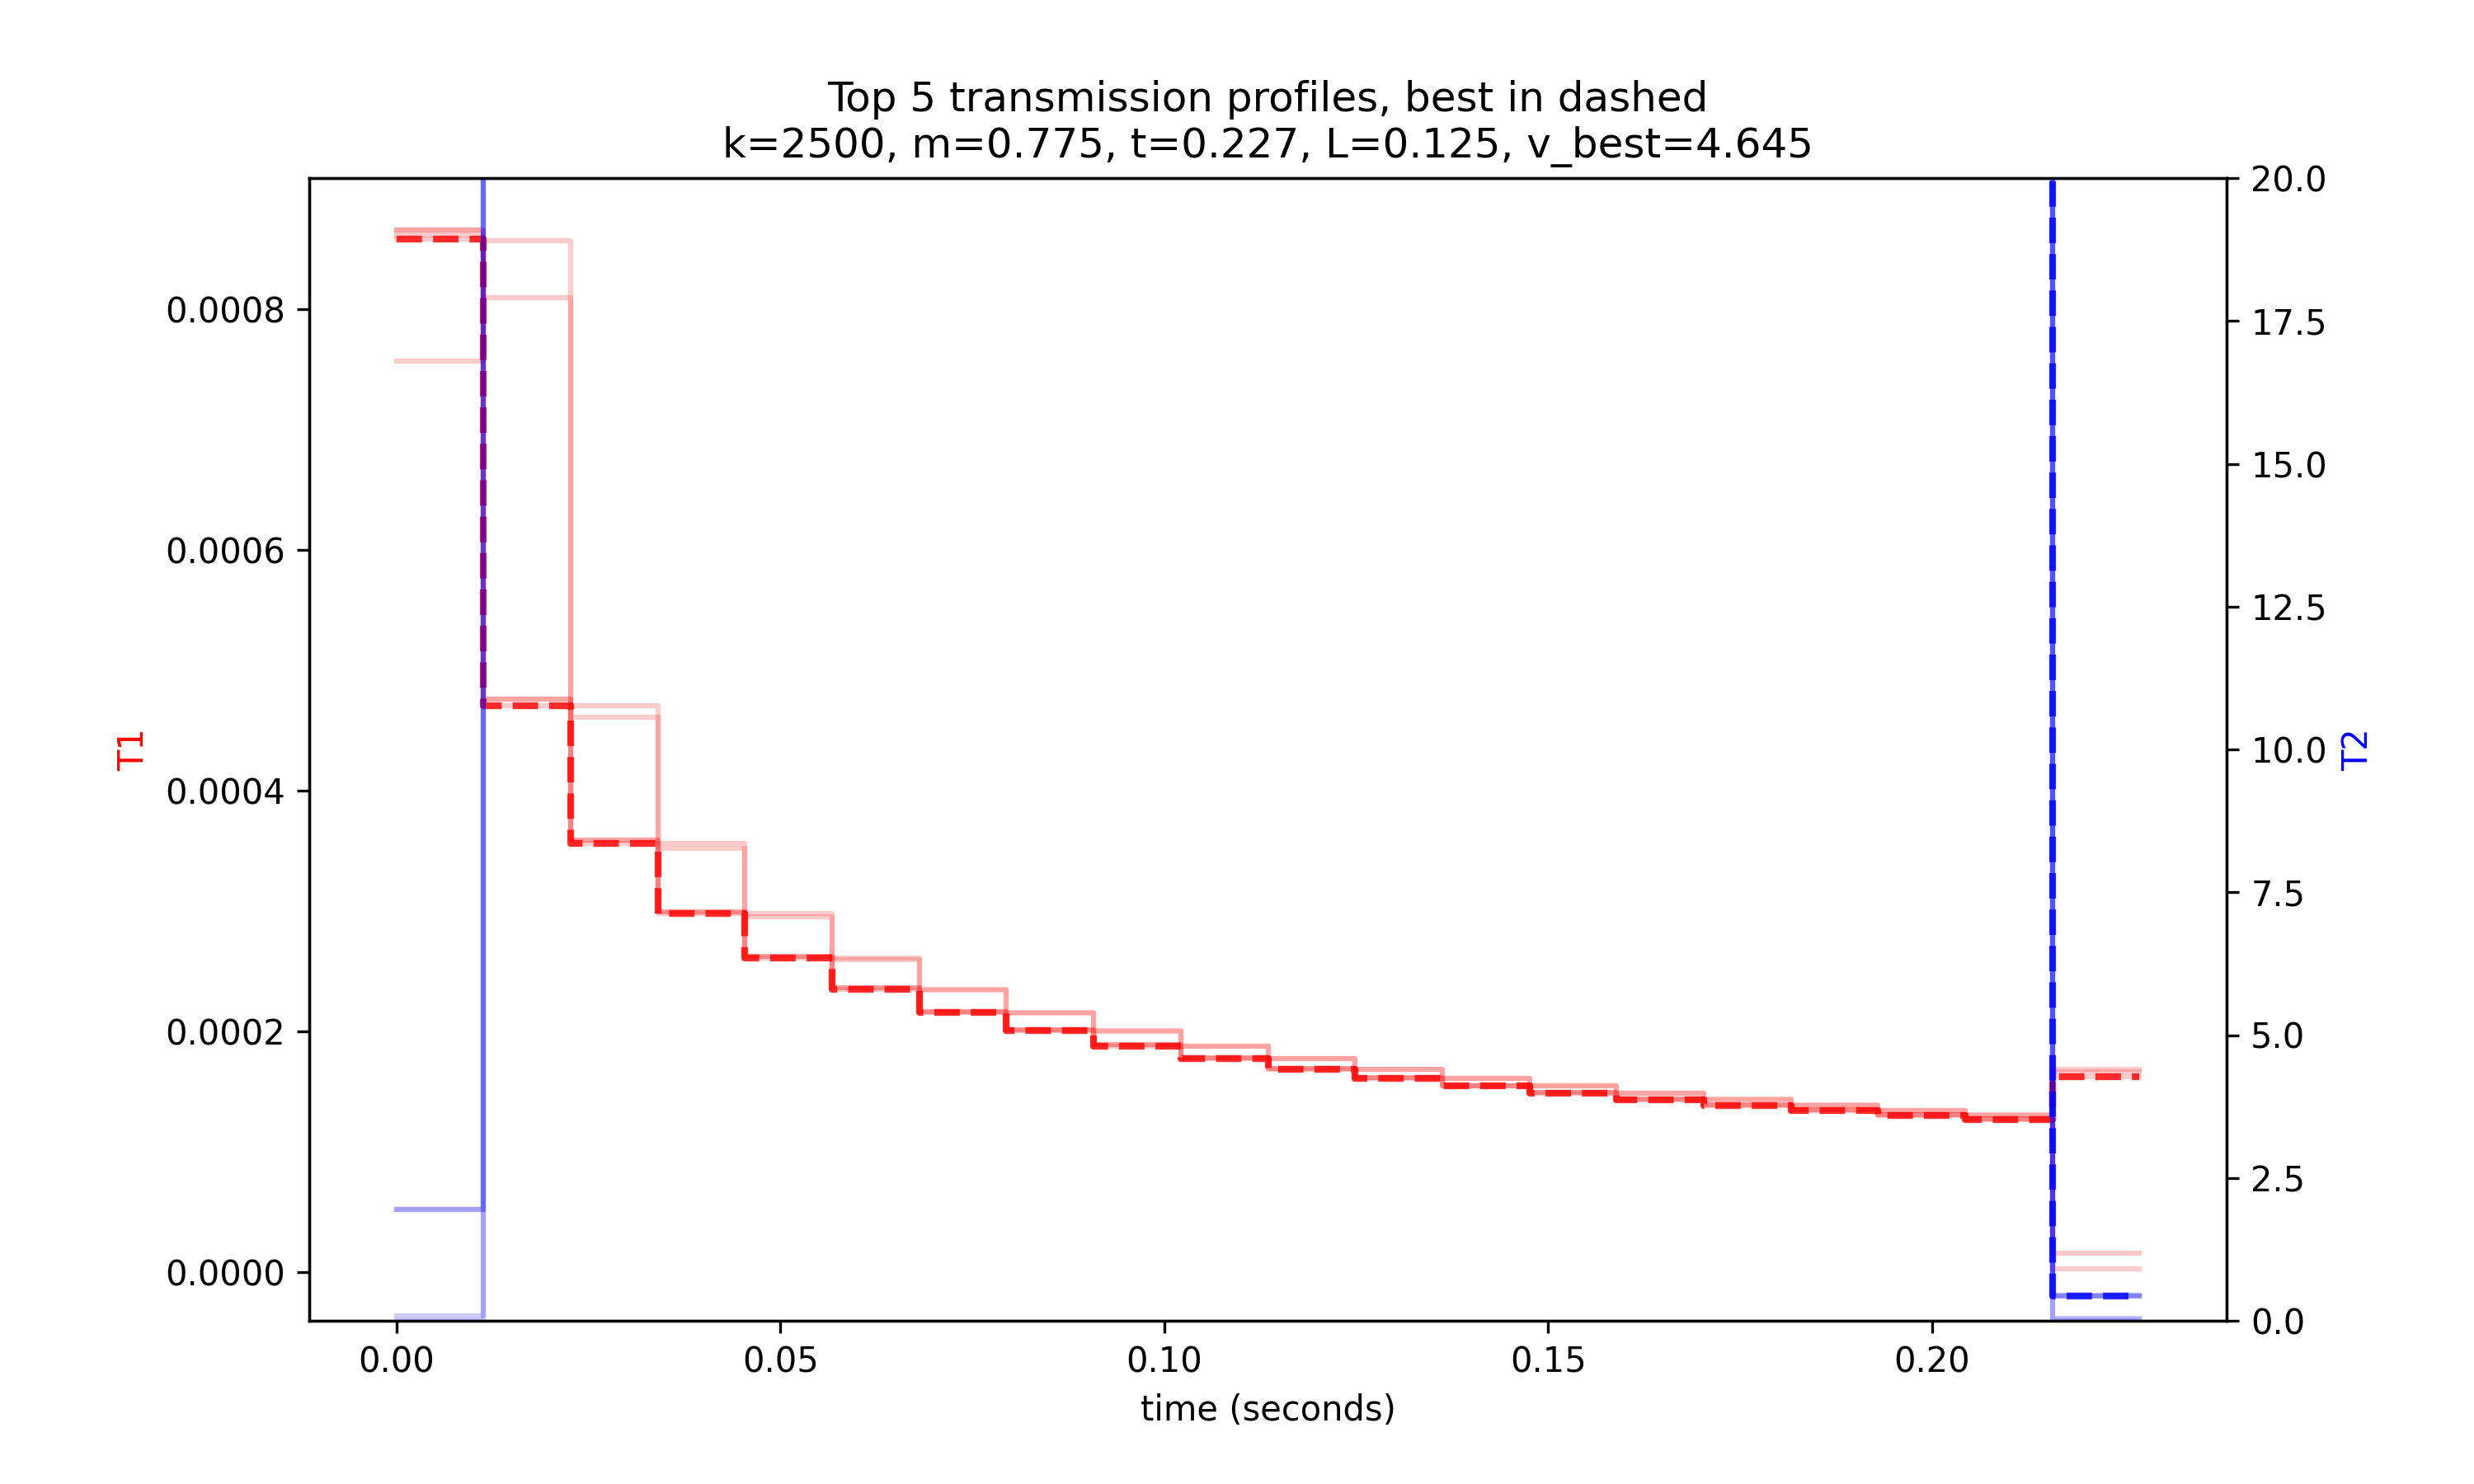 Top 5 transmission profiles, best in dashed
k=2500, m=0.775, t=0.227, L=0.125, v_best=4.645
T1
0.0008
0.0006
0.0004
0.0002
0.0000
20.0
17.5
15.0
12.5
10.0
7.5
5.0
2.5
0.0
T2
0.00 0.05 0.10 0.15 0.20
time (seconds)